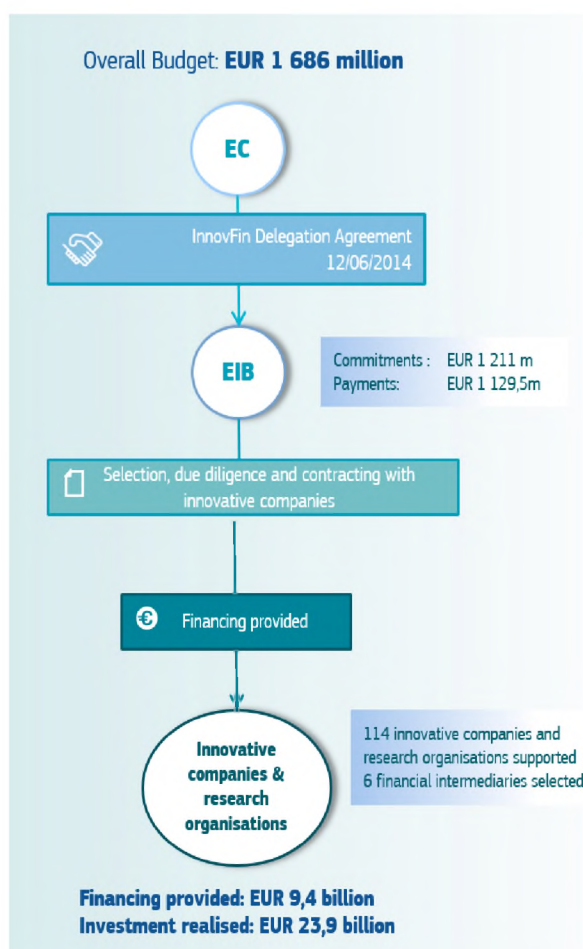 Overall Budget: EUR 1 686 million
EC
InnovFin Delegation Agreement
12/06/2014
EIB
Commitments : EUR 1 211 m
Payments: EUR 1 129,5m
Selection, due diligence and contracting with
innovative companies
€
Financing provided
Innovative
companies &
research
organisations
114 innovative companies and
research organisations supported
6 financial intermediaries selected
Financing provided: EUR 9,4 billion
Investment realised: EUR 23,9 billion